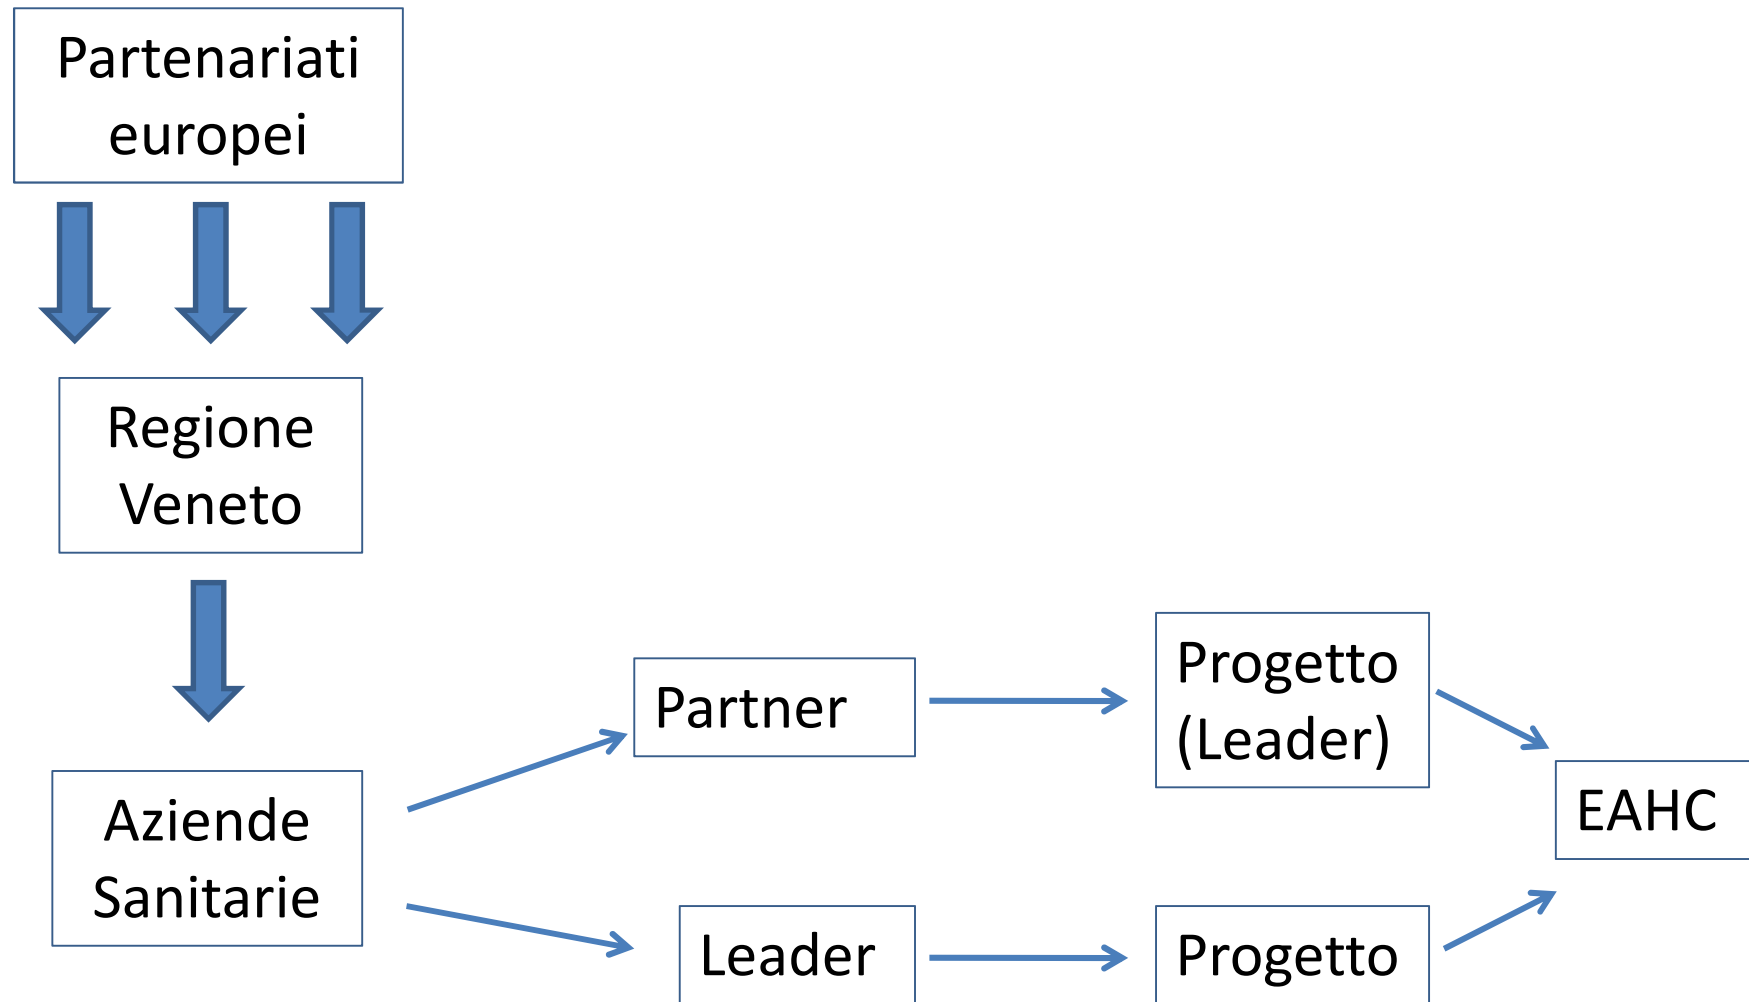 Partenariati
europei
Regione
Veneto
Aziende
Sanitarie
Partner
Progetto
(Leader)
EAHC
Leader
Progetto